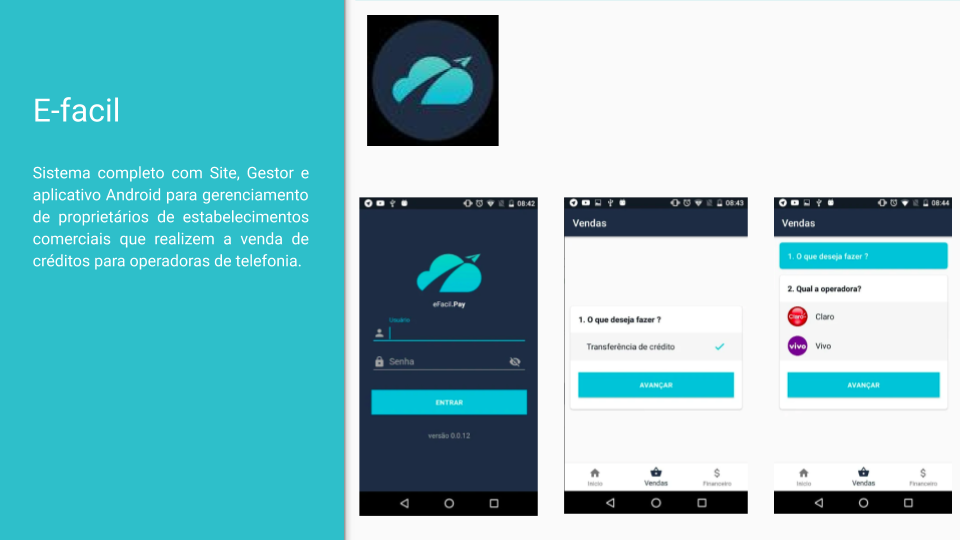 E-facil
Sistema completo com Site, Gestor e
aplicativo Android para gerenciamento
de proprietários de estabelecimentos
comerciais que realizem a venda de
créditos para operadoras de telefonia.
08:42
eFacil.Pay
Usuário
Senha
ENTRAR
versão 0.0.12
08:43
Vendas
1. O que deseja fazer ?
Transferência de crédito
AVANÇAR
Início
Vendas
Financeiro
08:44
Vendas
1. O que deseja fazer ?
2. Qual a operadora?
Claro
Claro
vivo
Vivo
AVANÇAR
Início
Vendas
Financeiro